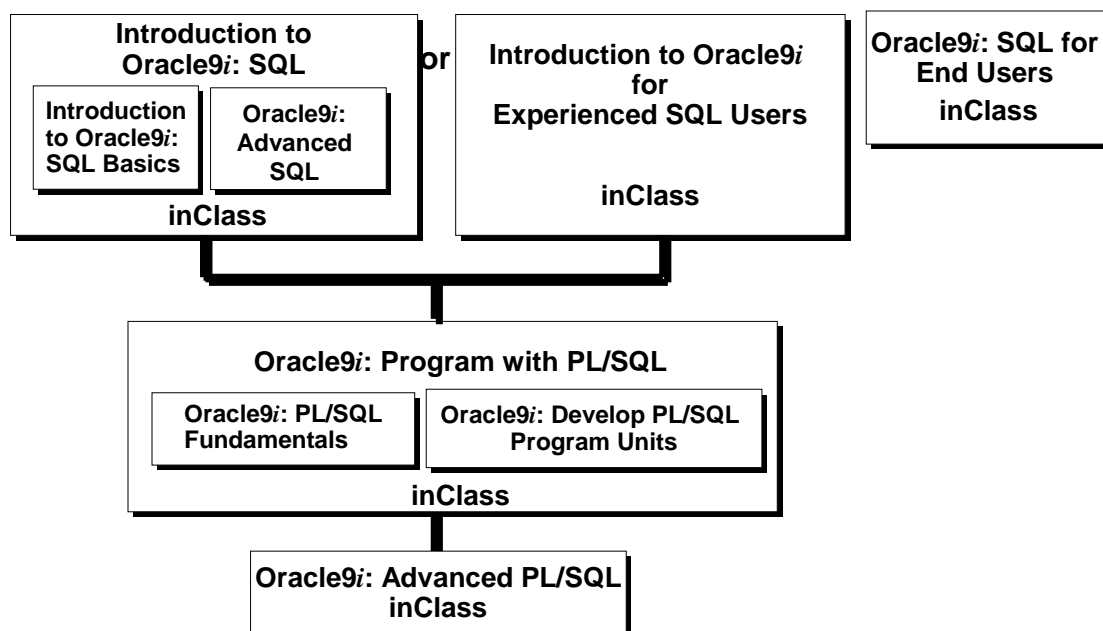 Introduction to
Oracle9i: SQL
Introduction
to Oracle9i:
SQL Basics
Oracle9i:
Advanced
SQL
inClass
or
Introduction to Oracle9i
for
Experienced SQL Users
inClass
Oracle9i: SQL for
End Users
inClass
Oracle9i: Program with PL/SQL
Oracle9i: PL/SQL
Fundamentals
Oracle9i: Develop PL/SQL
Program Units
inClass
Oracle9i: Advanced PL/SQL
inClass